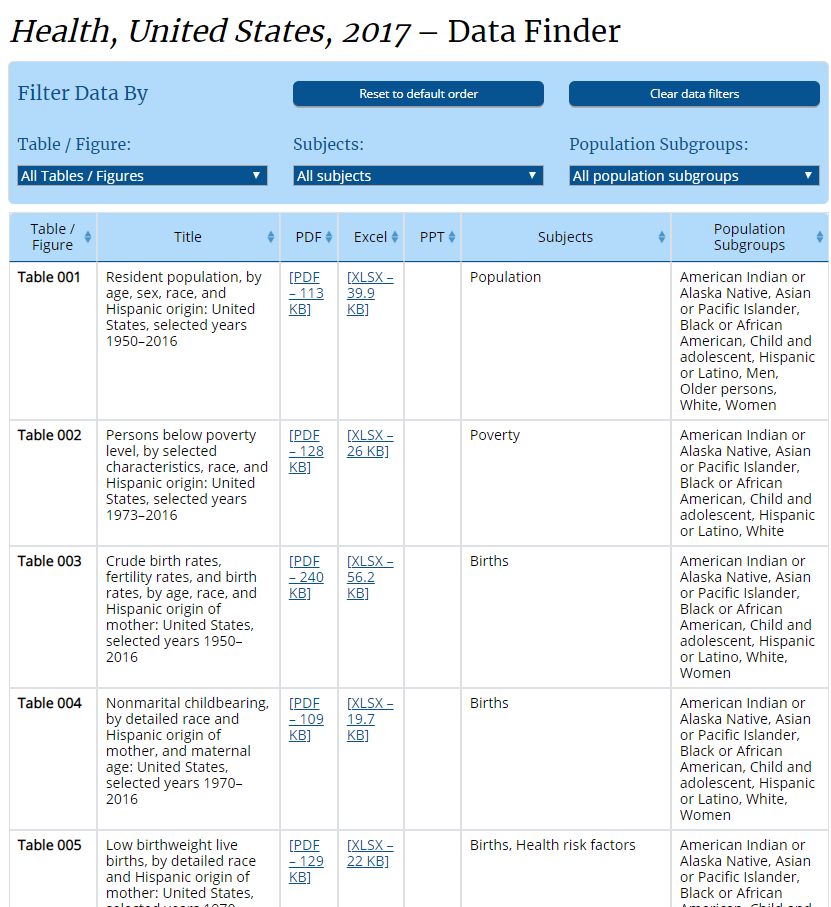 Health, United States, 2017 – Data Finder
Filter Data By
Reset to default order
Clear data filters
Table / Figure:
Subjects:
Population Subgroups:
All Tables / Figures
All subjects
All population subgroups
Table /
Figure
Title
PDF
Excel
PPT
Subjects
Population
Subgroups
Table 001
Resident population, by
age, sex, race, and
Hispanic origin: United
States, selected years
1950–2016
[PDF
– 113
KB]
[XLSX –
39.9
KB]
Population
American Indian or
Alaska Native, Asian
or Pacific Islander,
Black or African
American, Child and
adolescent, Hispanic
or Latino, Men,
Older persons,
White, Women
Table 002
Persons below poverty
level, by selected
characteristics, race, and
Hispanic origin: United
States, selected years
1973–2016
[PDF
– 128
KB]
[XLSX –
26 KB]
Poverty
American Indian or
Alaska Native, Asian
or Pacific Islander,
Black or African
American, Child and
adolescent, Hispanic
or Latino, White
Table 003
Crude birth rates,
fertility rates, and birth
rates, by age, race, and
Hispanic origin of
mother: United States,
selected years 1950–
2016
[PDF
– 240
KB]
[XLSX –
56.2
KB]
Births
American Indian or
Alaska Native, Asian
or Pacific Islander,
Black or African
American, Child and
adolescent, Hispanic
or Latino, White,
Women
Table 004
Nonmarital childbearing,
by detailed race and
Hispanic origin of
mother, and maternal
age: United States,
selected years 1970–
2016
[PDF
– 109
KB]
[XLSX –
19.7
KB]
Births
American Indian or
Alaska Native, Asian
or Pacific Islander,
Black or African
American, Child and
adolescent, Hispanic
or Latino, White,
Women
Table 005
Low birthweight live
births, by detailed race
and Hispanic origin of
mother: United States,
selected years 1970–
[PDF
– 129
KB]
[XLSX –
22 KB]
Births, Health risk factors
American Indian or
Alaska Native, Asian
or Pacific Islander,
Black or African
American, Child and